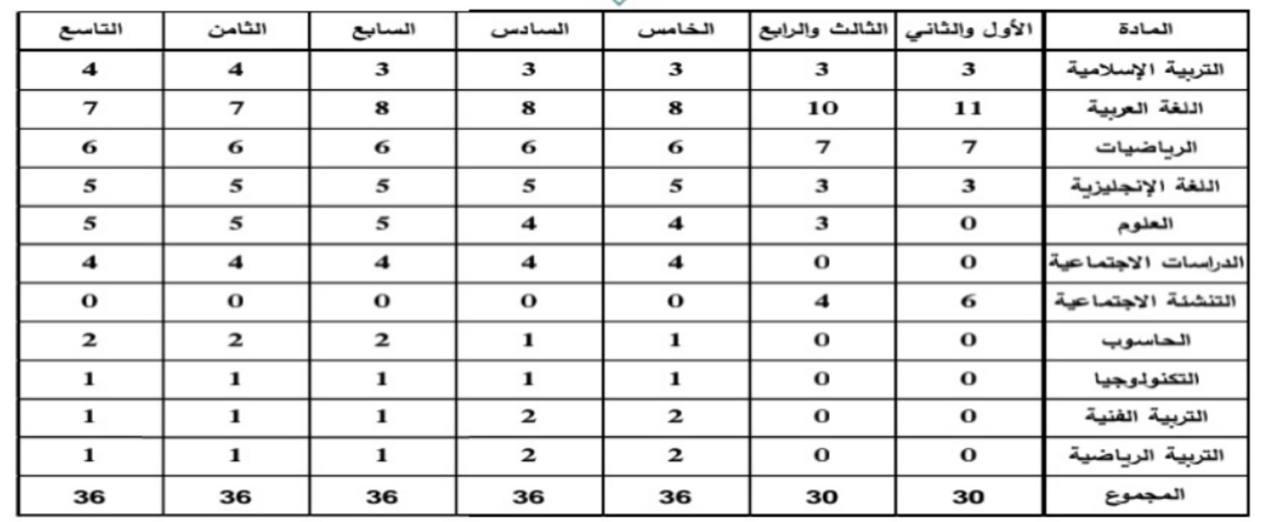 المادة الأول والثاني الثالث والرابع الخامس السادس السابع الثامن التاسع
التربية الإسلامية 3 3 3 3 3 4 4
اللغة العربية 11 10 8 8 8 7 7
الرياضيات 7 7 6 6 6 6 6
اللغة الإنجليزية 3 3 5 5 5 5 5
العلوم 0 3 4 4 5 5 5
الدراسات الاجتماعية 0 0 4 4 4 4 4
التنشئة الاجتماعية 6 4 0 0 0 0 0
الحاسوب 0 0 1 1 2 2 2
التكنولوجيا 0 0 1 1 1 1 1
التربية الفنية 0 0 2 2 1 1 1
التربية الرياضية 0 0 2 2 1 1 1
المجموع 30 30 36 36 36 36 36